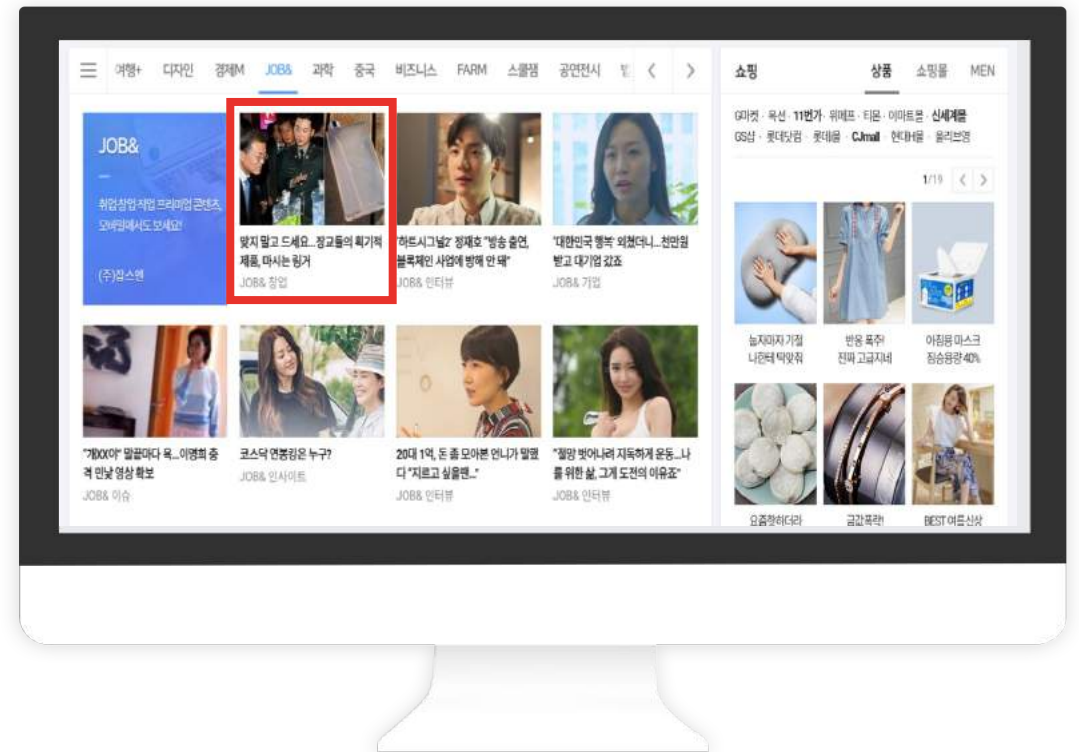 여행+ 디자인 경제M JOB& 과학 중국 비즈니스 FARM 스쿨잼 공연전시
JOB&
취업·창업·직업 프리미엄 콘텐츠,
모바일에서도 보세요!
(주)잡스엔
맞지 말고 드세요...장교들의 획기적
제품, 마시는 링거
JOB& 창업
'하트시그널2' 정재호 "방송 출연,
블록체인 사업에 방해 안 돼"
JOB& 인터뷰
'대한민국 행복' 외쳤더니...천만원
받고 대기업 갔죠
JOB& 기업
"개XX야" 말끝마다 욕...이명희 충
격 민낯 영상 확보
JOB& 이슈
코스닥 연봉킹은 누구?
JOB& 인사이트
20대 1억, 돈 좀 모아본 언니가 말했
다 "지르고 싶을땐..."
JOB& 인터뷰
"절망 벗어나려 지독하게 운동...나
를 위한 삶, 그게 도전의 이유죠"
JOB& 인터뷰
쇼핑 상품 쇼핑몰 MEN
G마켓 · 옥션 · 11번가 · 위메프 · 티몬 · 이마트몰 · 신세계몰
GS샵 · 롯데닷컴 · 롯데몰 · CJmall · 현대H몰 · 올리브영
1/19
눕자마자 기절
나한테 딱맞춰
반응 폭주!
진짜 고급지네
아침용 마스크
짐승용량 40%
요즘핫하더라
금값폭락!
BEST 여름신상